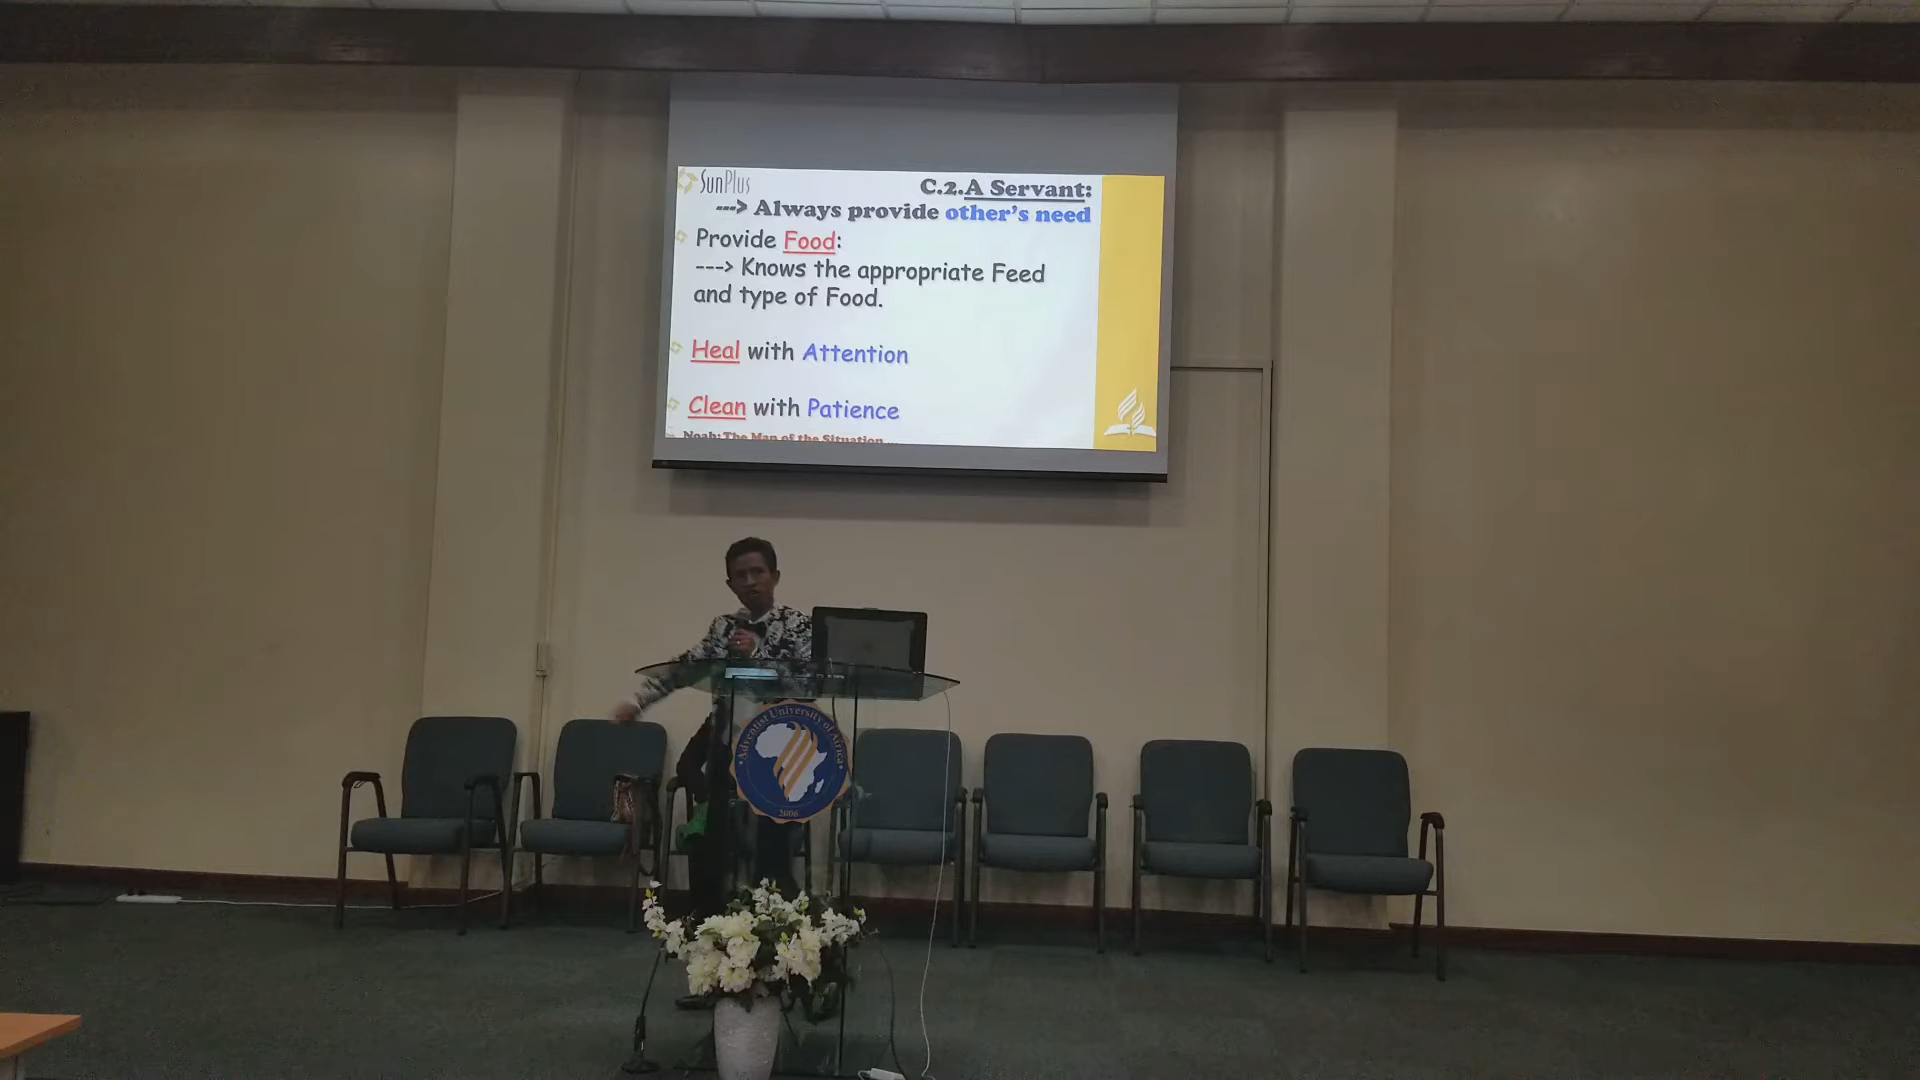 SunPlus
C.2.A Servant:
---> Always provide other's need
Provide Food:
---> Knows the appropriate Feed
and type of Food.
Heal with Attention
Clean with Patience
Noah: The Man of the Situation...
Adventist University of Africa
2006